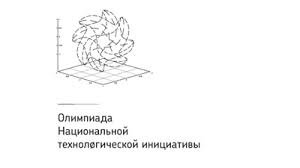 Олимпиада
Национальной
технологической инициативы